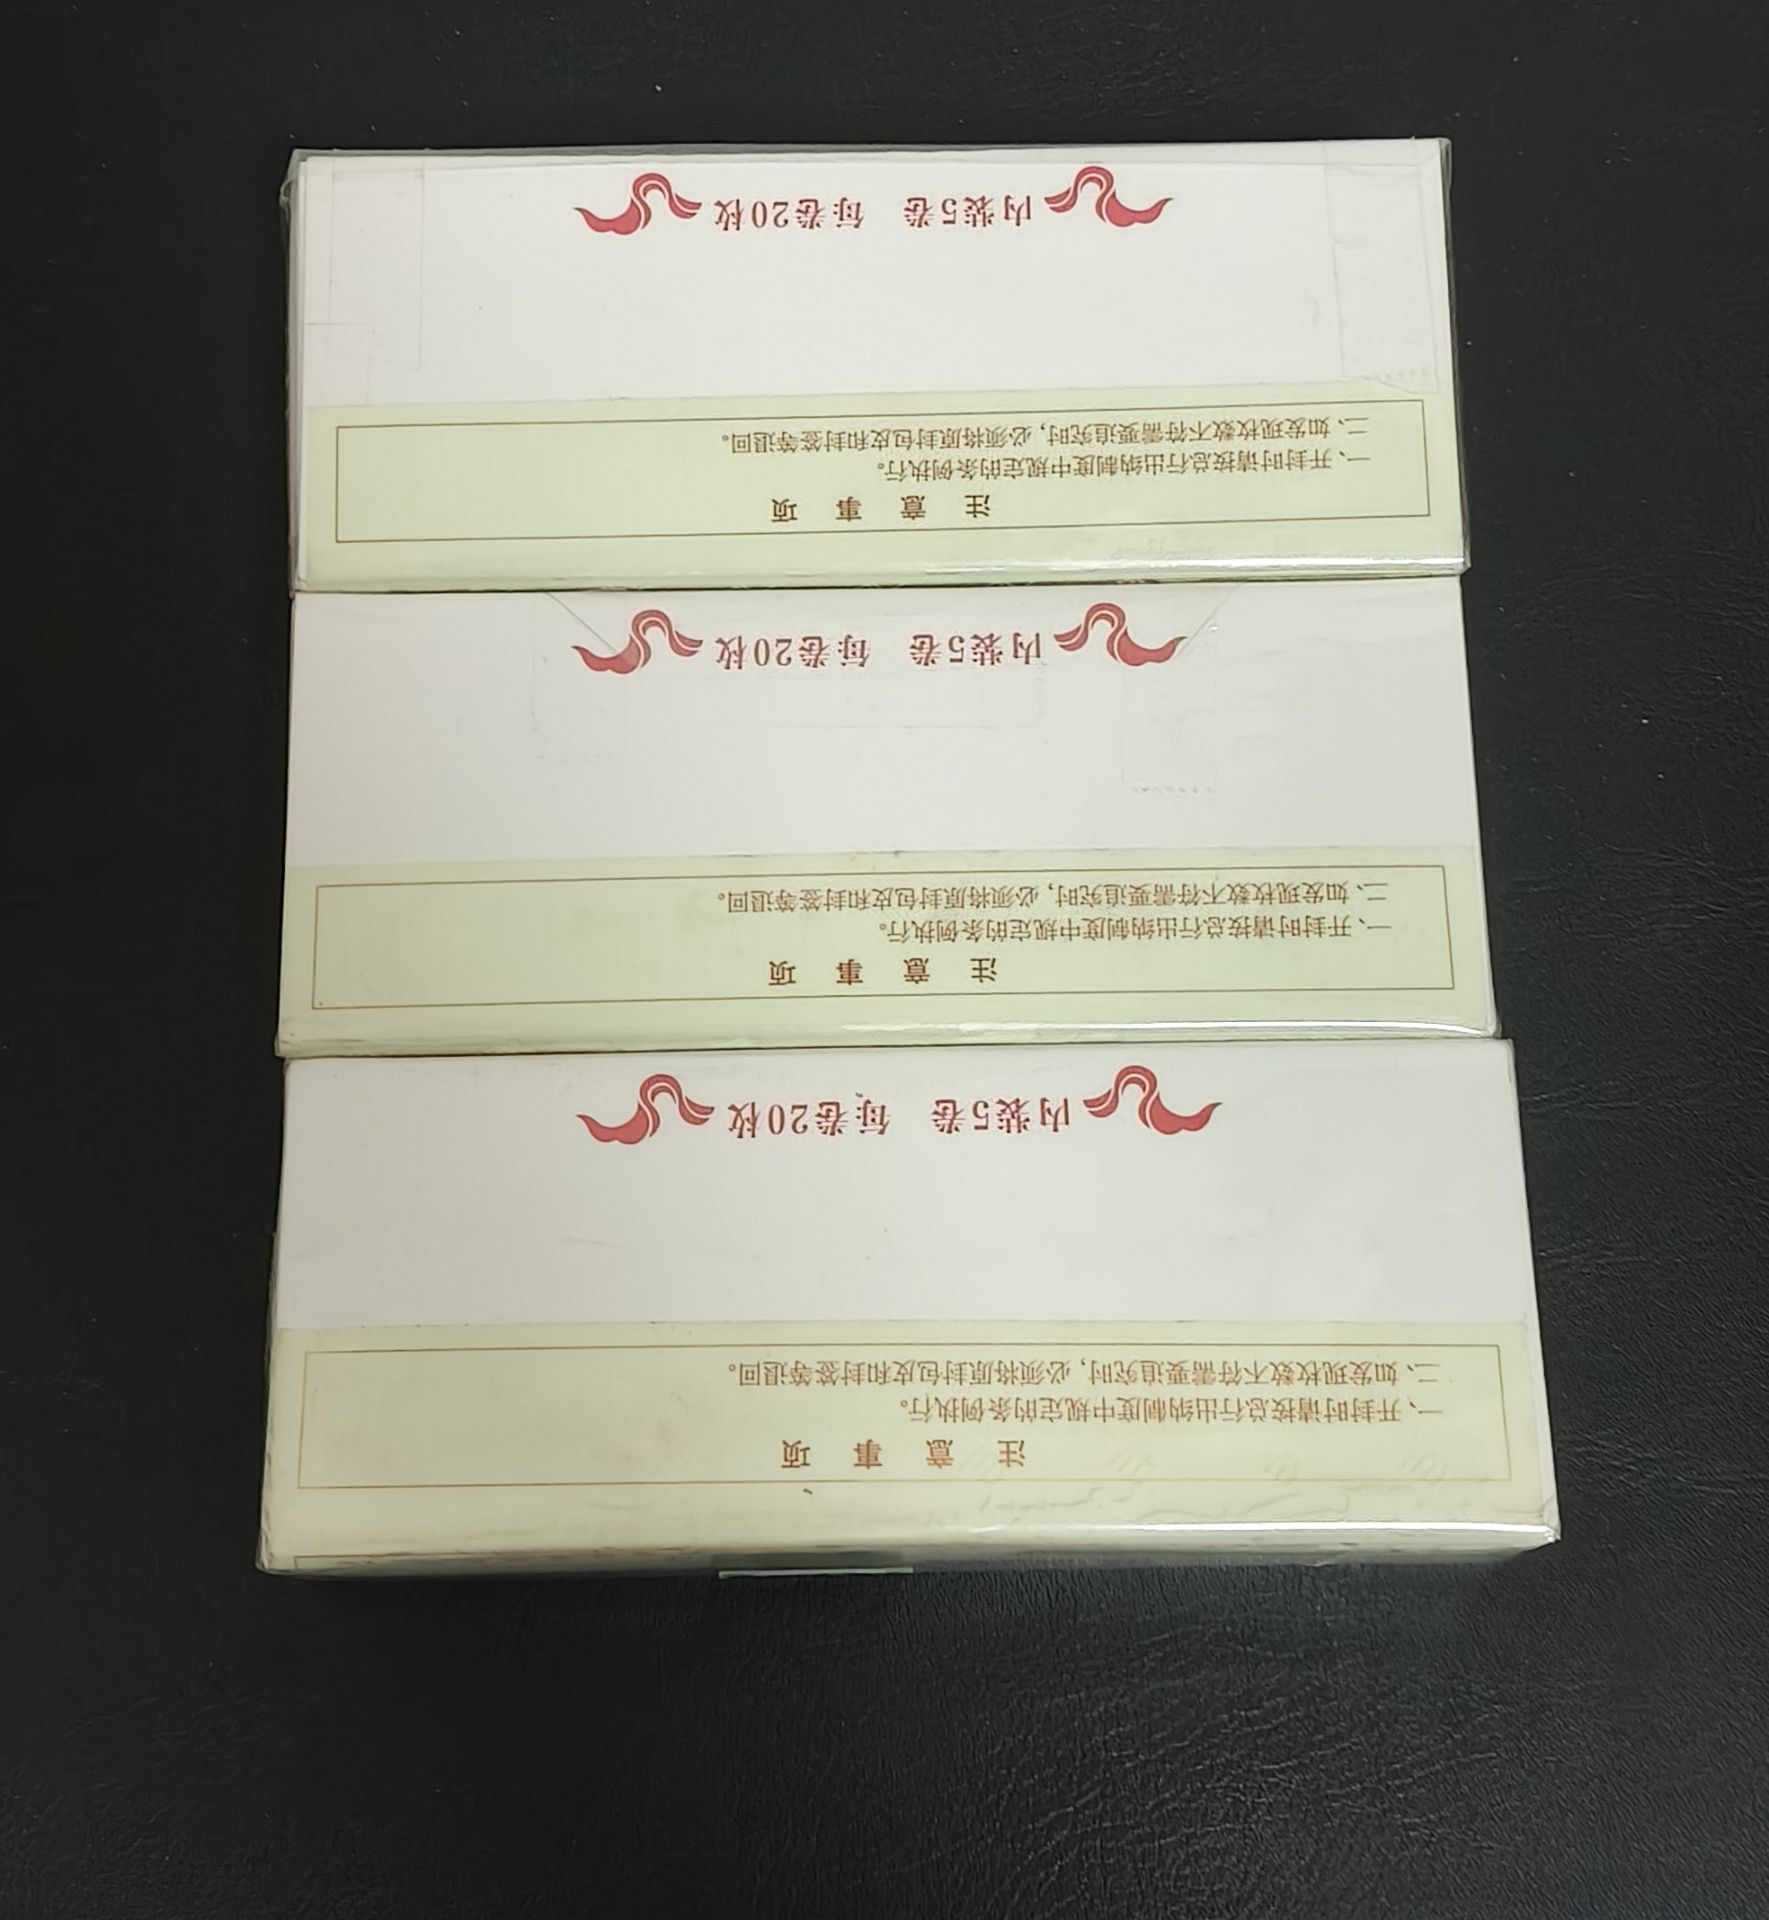 注意事项
一、开封时请按总行出纳制度中规定的条例执行。
二、如发现枚数不符需要追究时，必须将原封包皮和封签等退回。
内装5卷 每卷20枚
注意事项
一、开封时请按总行出纳制度中规定的条例执行。
二、如发现枚数不符需要追究时，必须将原封包皮和封签等退回。
内装5卷 每卷20枚
注意事项
一、开封时请按总行出纳制度中规定的条例执行。
二、如发现枚数不符需要追究时，必须将原封包皮和封签等退回。
内装5卷 每卷20枚